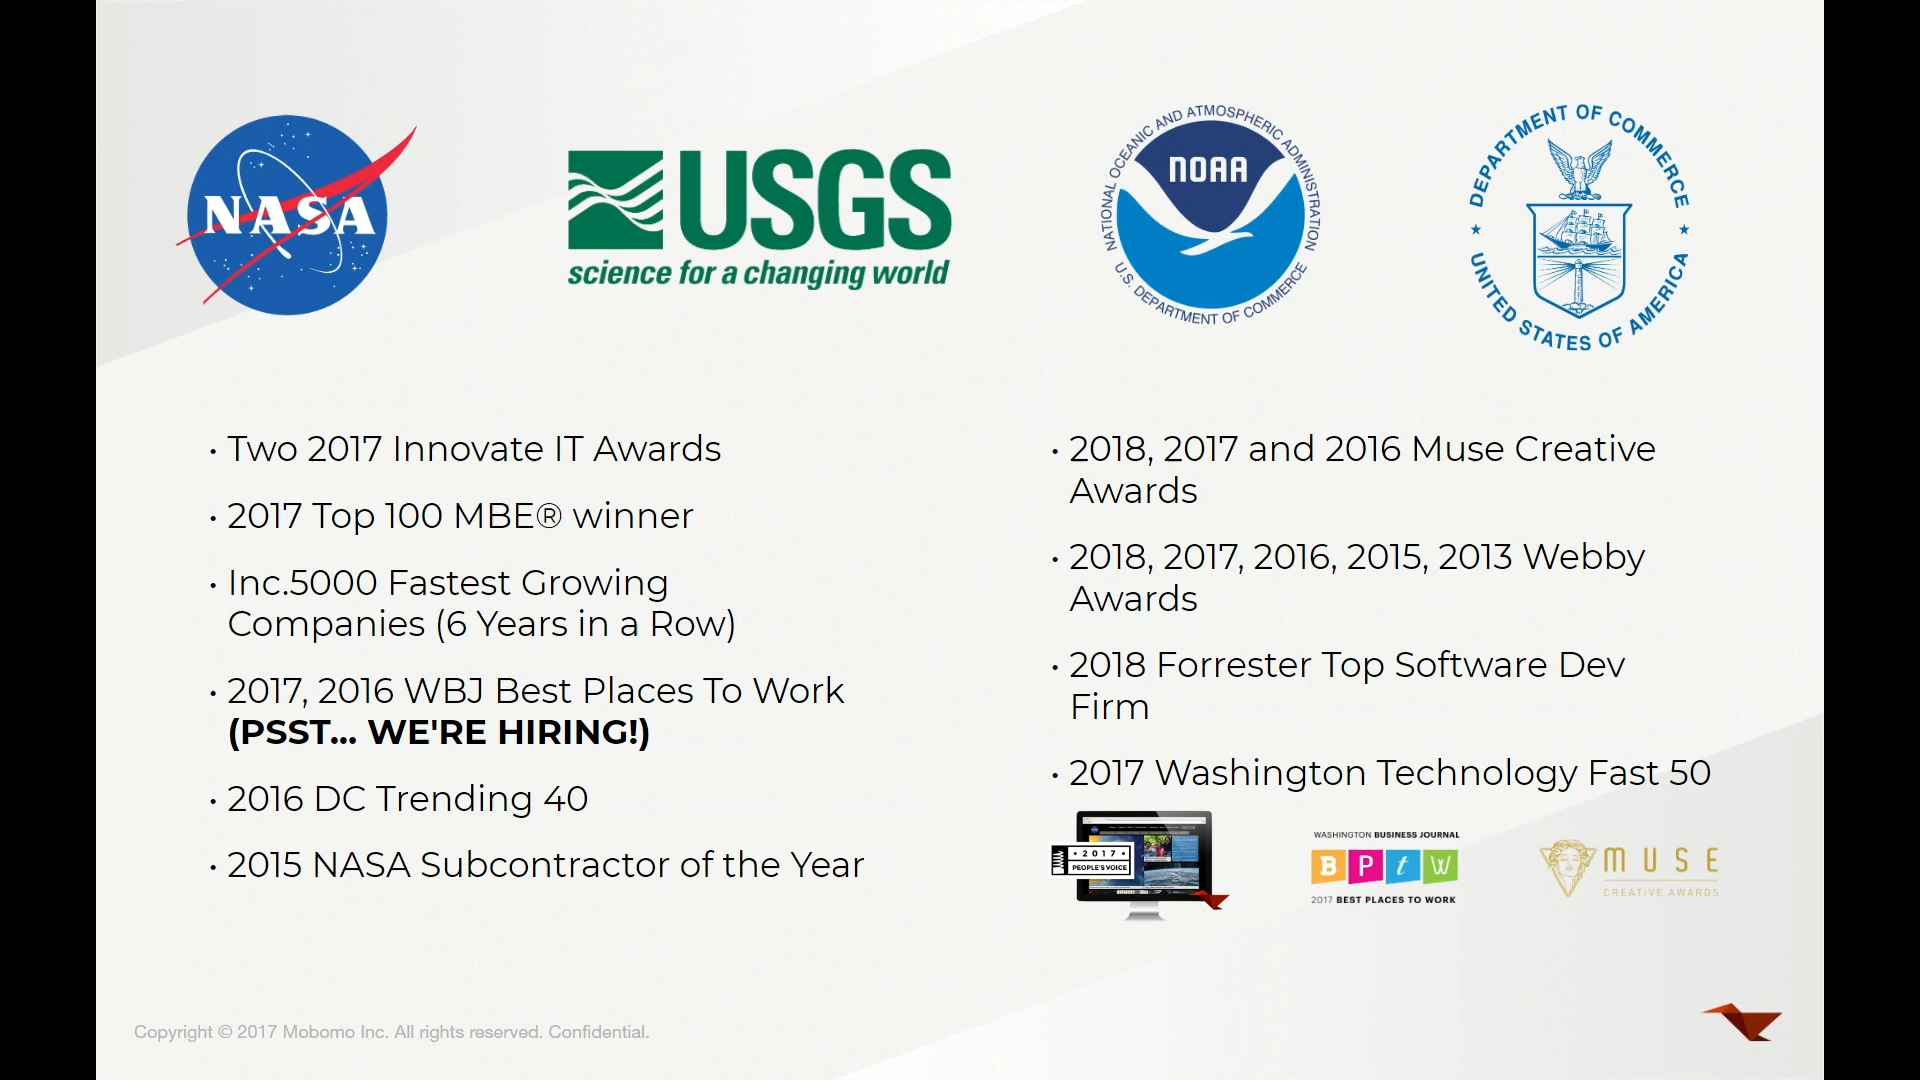 NASA
USGS
science for a changing world
NATIONAL OCEANIC AND ATMOSPHERIC ADMINISTRATION
NOAA
U.S. DEPARTMENT OF COMMERCE
DEPARTMENT OF COMMERCE
UNITED STATES OF AMERICA
• Two 2017 Innovate IT Awards
• 2017 Top 100 MBE® winner
• Inc.5000 Fastest Growing
Companies (6 Years in a Row)
• 2017, 2016 WBJ Best Places To Work
(PSST... WE'RE HIRING!)
• 2016 DC Trending 40
• 2015 NASA Subcontractor of the Year
• 2018, 2017 and 2016 Muse Creative
Awards
• 2018, 2017, 2016, 2015, 2013 Webby
Awards
• 2018 Forrester Top Software Dev
Firm
• 2017 Washington Technology Fast 50
• 2017 •
PEOPLE'S VOICE
WASHINGTON BUSINESS JOURNAL
BPtW
2017 BEST PLACES TO WORK
MUSE
CREATIVE AWARDS
Copyright © 2017 Mobomo Inc. All rights reserved. Confidential.